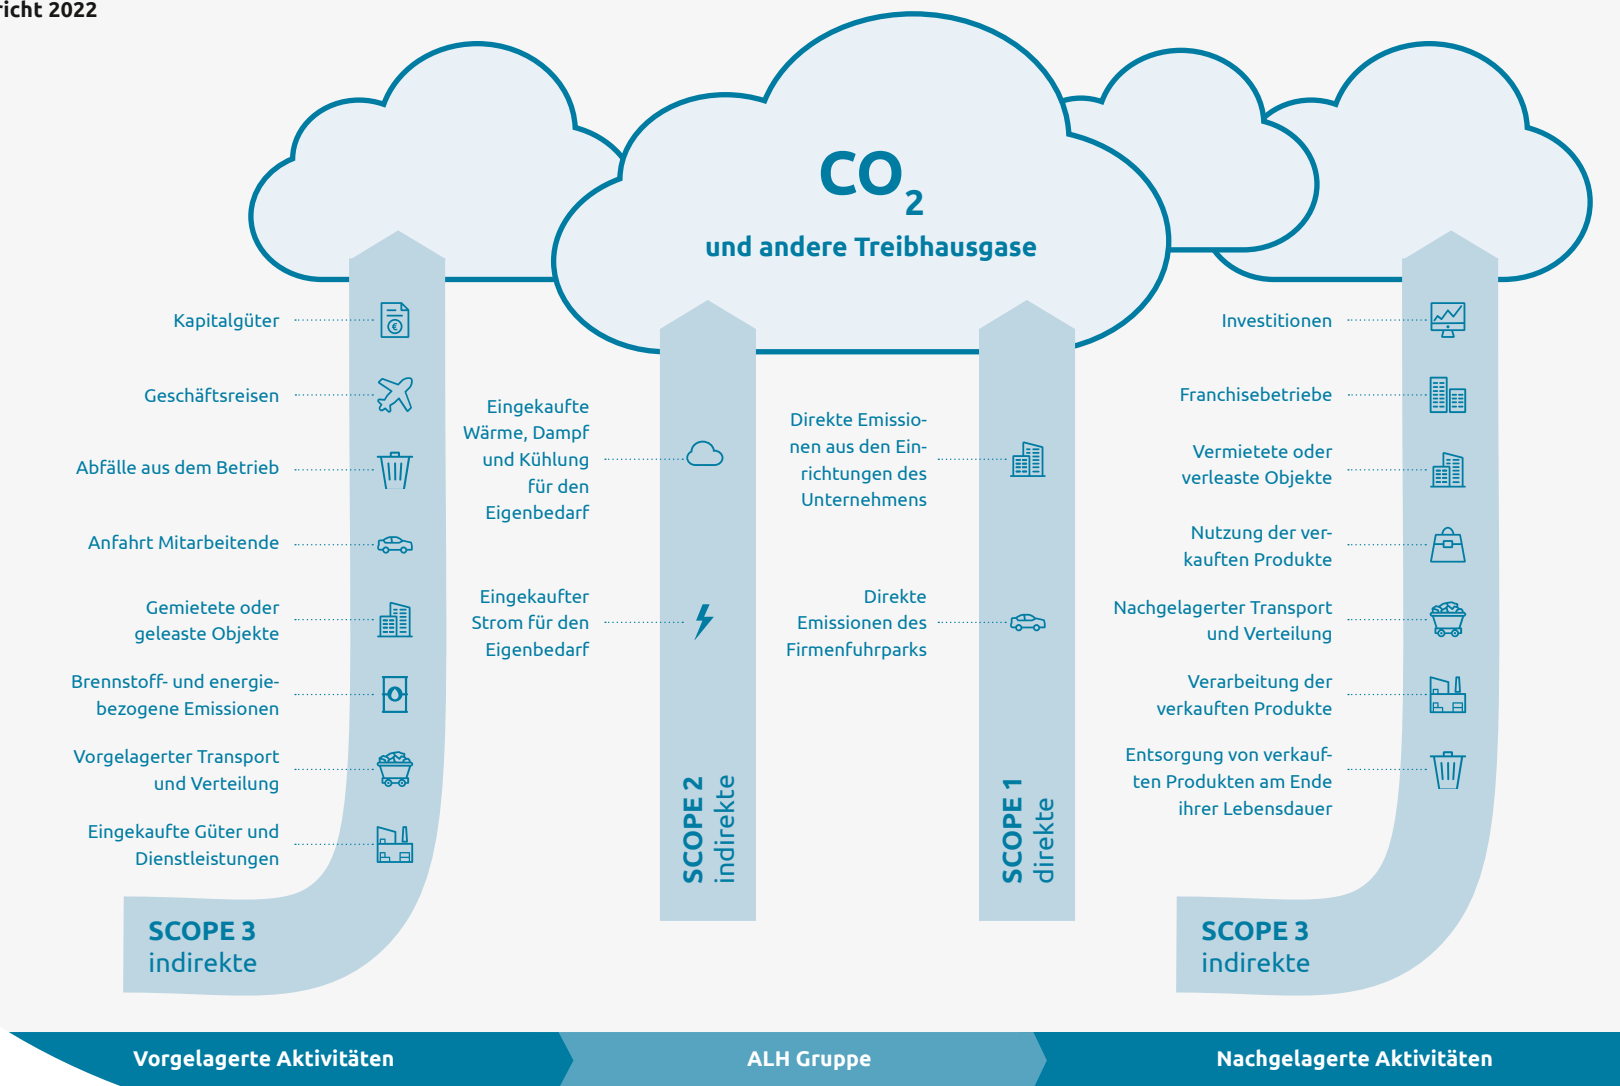 2022
CO2
und andere Treibhausgase
Kapitalgüter
Geschäftsreisen
Abfälle aus dem Betrieb
Anfahrt Mitarbeitende
Gemietete oder
geleaste Objekte
Brennstoff- und energie-
bezogene Emissionen
Vorgelagerter Transport
und Verteilung
Eingekaufte Güter und
Dienstleistungen
SCOPE 3
indirekte
Eingekaufte
Wärme, Dampf
und Kühlung
für den
Eigenbedarf
Eingekaufter
Strom für den
Eigenbedarf
SCOPE 2
indirekte
Direkte Emissio-
nen aus den Ein-
richtungen des
Unternehmens
Direkte
Emissionen des
Firmenfuhrparks
SCOPE 1
direkte
Investitionen
Franchisebetriebe
Vermietete oder
verleaste Objekte
Nutzung der ver-
kauften Produkte
Nachgelagerter Transport
und Verteilung
Verarbeitung der
verkauften Produkte
Entsorgung von verkauf-
ten Produkten am Ende
ihrer Lebensdauer
SCOPE 3
indirekte
Vorgelagerte Aktivitäten
ALH Gruppe
Nachgelagerte Aktivitäten